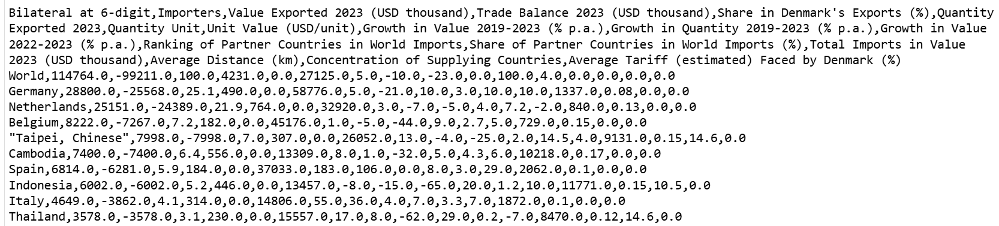 Bilateral at 6-digit,Importers,Value Exported 2023 (USD thousand),Trade Balance 2023 (USD thousand),Share in Denmark's Exports (%),Quantity
Exported 2023,Quantity Unit,Unit Value (USD/unit),Growth in Value 2019-2023 (% p.a.),Growth in Quantity 2019-2023 (% p.a.),Growth in Value
2022-2023 (% p.a.),Ranking of Partner Countries in World Imports,Share of Partner Countries in World Imports (%),Total Imports in Value
2023 (USD thousand),Average Distance (km),Concentration of Supplying Countries,Average Tariff (estimated) Faced by Denmark (%)
World,114764.0,-99211.0,100.0,4231.0,0.0,27125.0,5.0,-10.0,-23.0,0.0,100.0,4.0,0.0,0.0,0.0,0.0
Germany,28800.0,-25568.0,25.1,490.0,0.0,58776.0,5.0,-21.0,10.0,3.0,10.0,10.0,1337.0,0.08,0.0,0.0
Netherlands,25151.0,-24389.0,21.9,764.0,0.0,32920.0,3.0,-7.0,-5.0,4.0,7.2,-2.0,840.0,0.13,0.0,0.0
Belgium,8222.0,-7267.0,7.2,182.0,0.0,45176.0,1.0,-5.0,-44.0,9.0,2.7,5.0,729.0,0.15,0.0,0.0
"Taipei, Chinese",7998.0,-7998.0,7.0,307.0,0.0,26052.0,13.0,-4.0,-25.0,2.0,14.5,4.0,9131.0,0.15,14.6,0.0
Cambodia,7400.0,-7400.0,6.4,556.0,0.0,13309.0,8.0,1.0,-32.0,5.0,4.3,6.0,10218.0,0.17,0.0,0.0
Spain,6814.0,-6281.0,5.9,184.0,0.0,37033.0,183.0,106.0,0.0,8.0,3.0,29.0,2062.0,0.1,0.0,0.0
Indonesia,6002.0,-6002.0,5.2,446.0,0.0,13457.0,-8.0,-15.0,-65.0,20.0,1.2,10.0,11771.0,0.15,10.5,0.0
Italy,4649.0,-3862.0,4.1,314.0,0.0,14806.0,55.0,36.0,4.0,7.0,3.3,7.0,1872.0,0.1,0.0,0.0
Thailand,3578.0,-3578.0,3.1,230.0,0.0,15557.0,17.0,8.0,-62.0,29.0,0.2,-7.0,8470.0,0.12,14.6,0.0